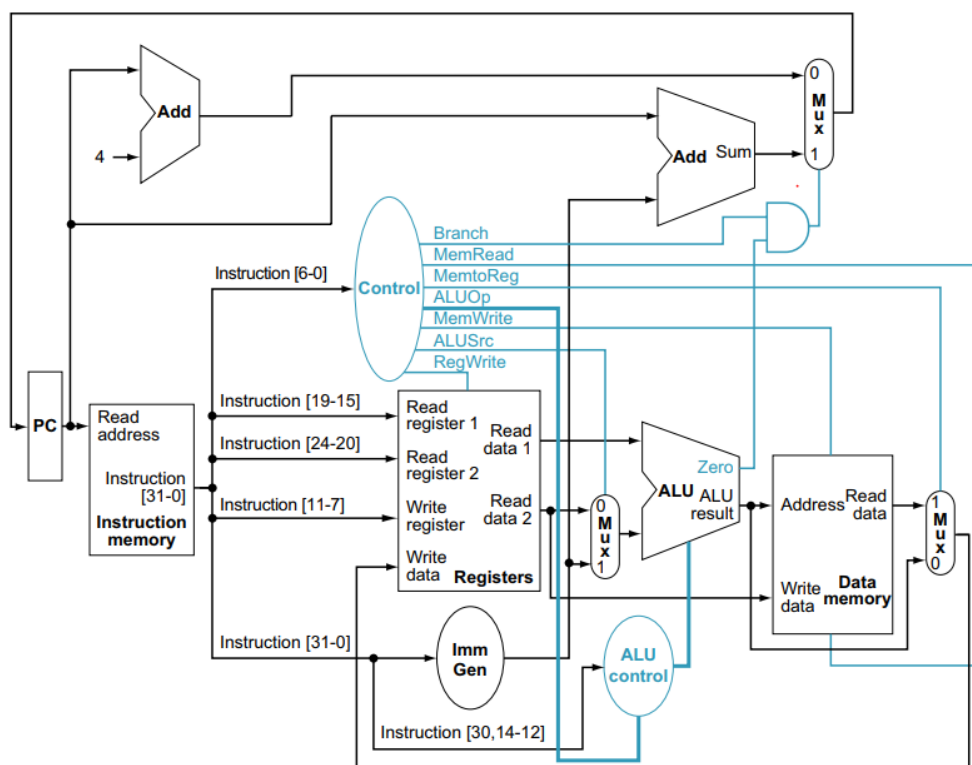 Add
4
Add Sum
0
Mux
1
Branch
MemRead
MemtoReg
ALUOp
MemWrite
ALUSrc
RegWrite
Control
Instruction [6-0]
PC
Read
address
Instruction
[31-0]
Instruction
memory
Instruction [19-15]
Instruction [24-20]
Instruction [11-7]
Instruction [31-0]
Read
register 1
Read
register 2
Write
register
Write
data
Read
data 1
Read
data 2
Registers
0
Mux
1
Zero
ALU
ALU
result
Address
Read
data
Write
data
Data
memory
1
Mux
0
Imm
Gen
ALU
control
Instruction [30,14-12]